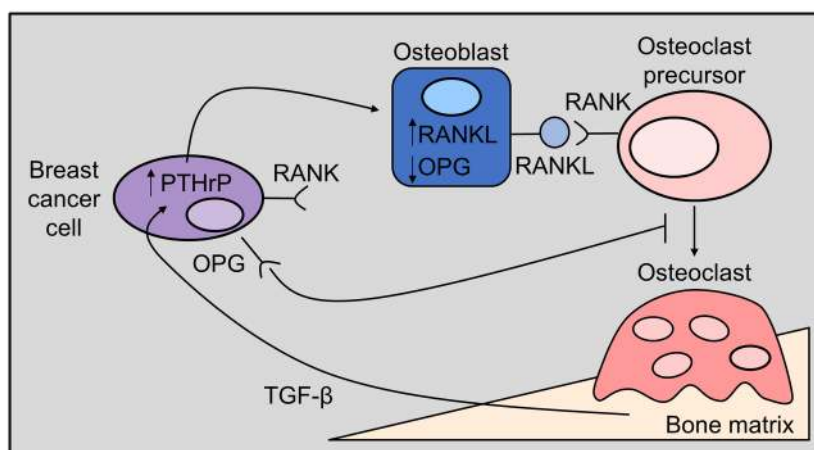 Osteoblast
Osteoclast
precursor
RANK
↑RANKL
↓OPG
RANKL
Breast
cancer
cell
↑PTHrP
RANK
OPG
Osteoclast
TGF-β
Bone matrix